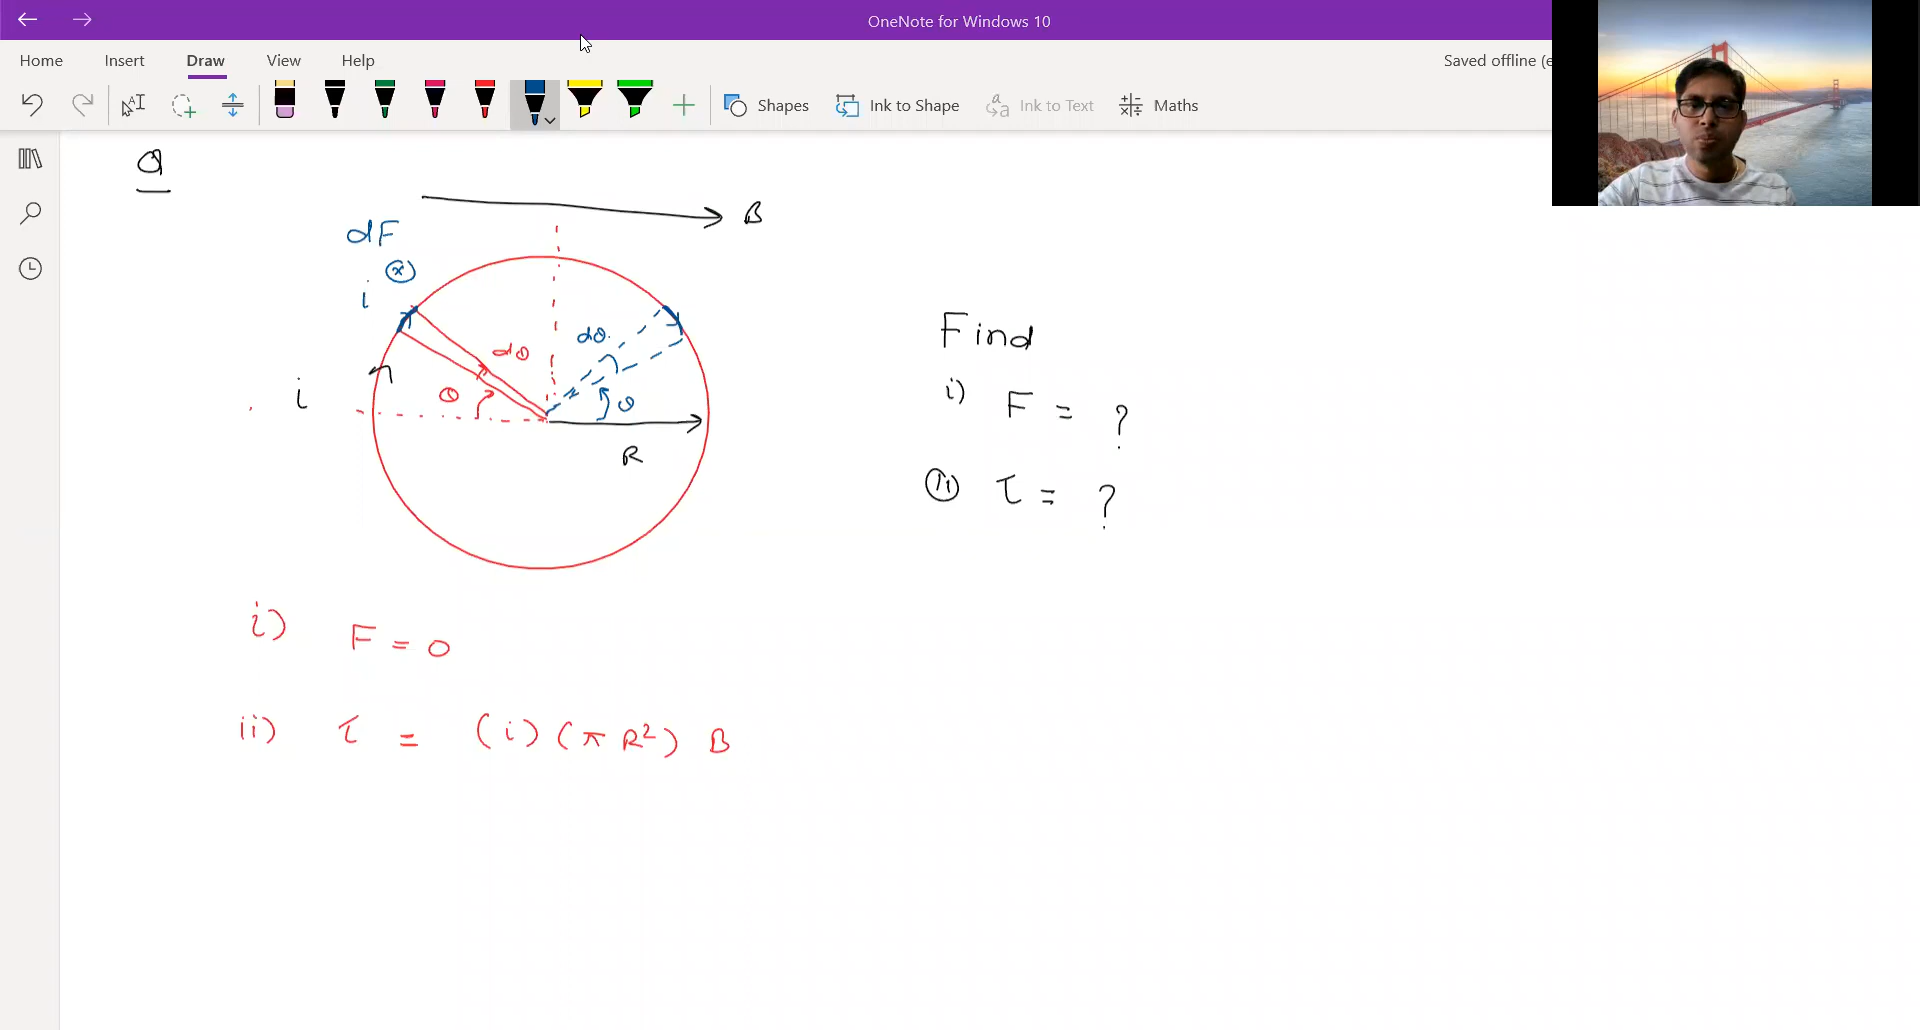 OneNote for Windows 10
Home Insert Draw View Help
Saved offline (e
Shapes Ink to Shape Ink to Text Maths
Q
B
dF
i
dθ
dθ
θ
θ
i
R
Find
i) F = ?
(ii) τ = ?
i) F = 0
ii) τ = (i) (π R²) B